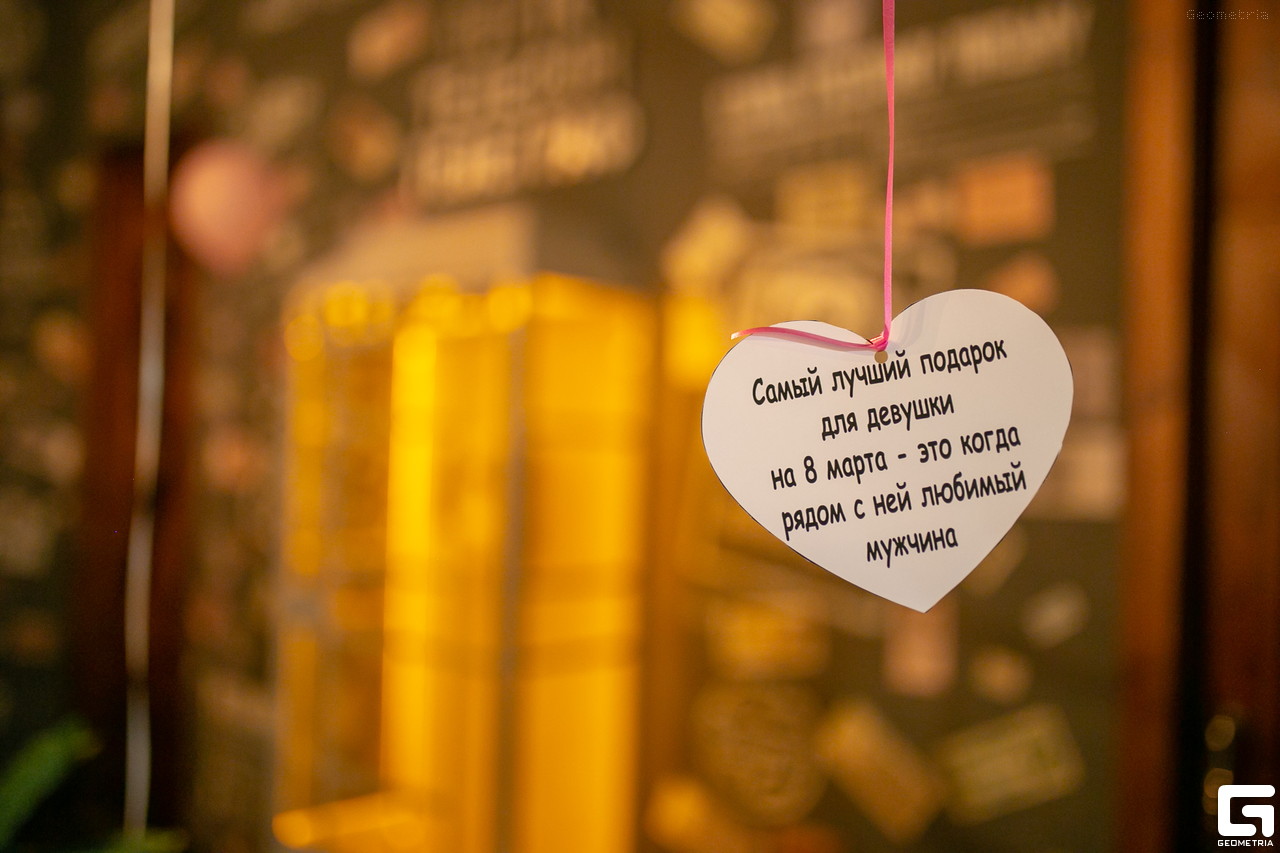 Geometria
Самый лучший подарок
для девушки
на 8 марта - это когда
рядом с ней любимый
мужчина
GEOMETRIA